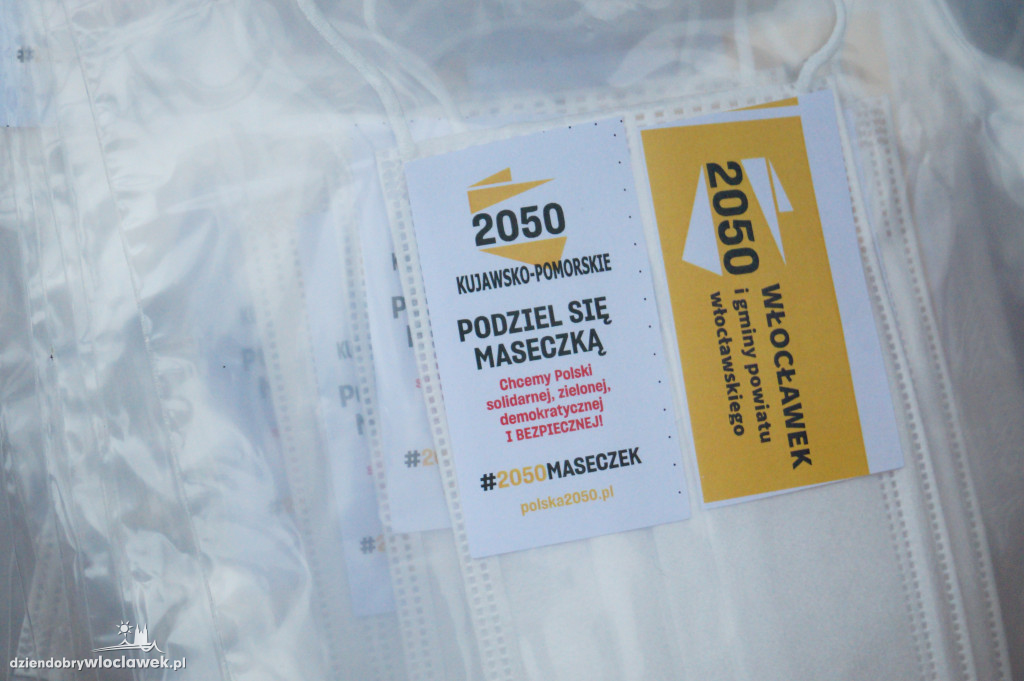 2050
KUJAWSKO-POMORSKIE
PODZIEL SIĘ
MASECZKĄ
Chcemy Polski
solidarnej, zielonej,
demokratycznej
I BEZPIECZNEJ!
#2050MASECZEK
polska2050.pl
2050
WŁOCŁAWEK
i gminy powiatu
włocławskiego
#2
#
dziendobrywloclawek.pl